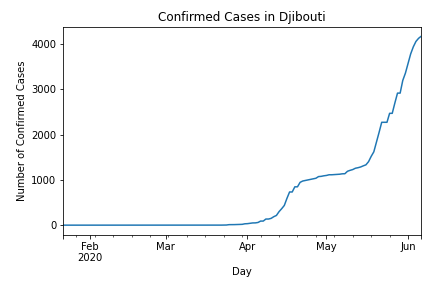 Confirmed Cases in Djibouti
Number of Confirmed Cases
4000
3000
2000
1000
0
Feb
2020
Mar
Apr
May
Jun
Day